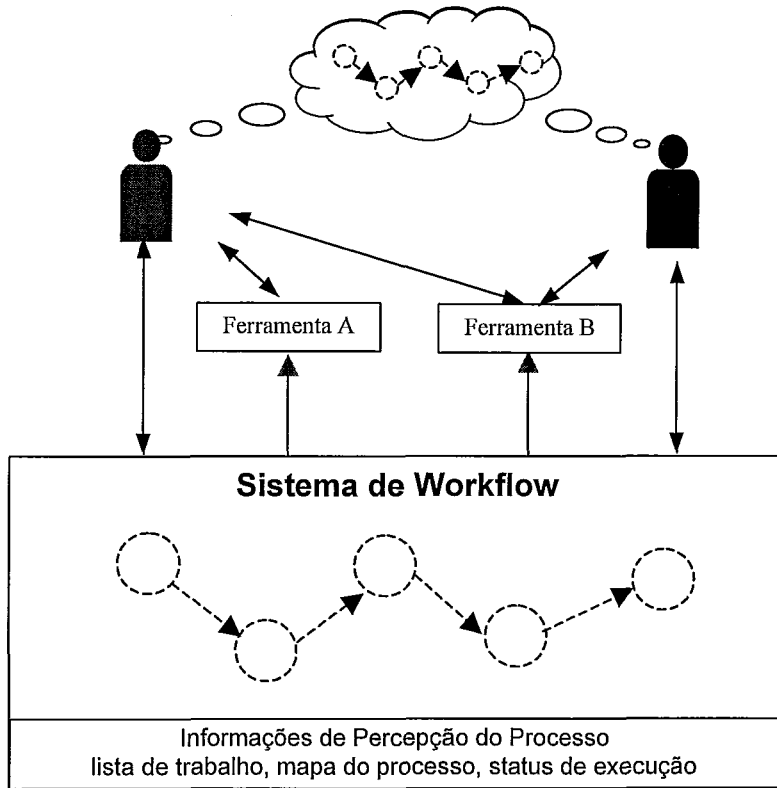 Ferramenta A
Ferramenta B
Sistema de Workflow
Informações de Percepção do Processo
lista de trabalho, mapa do processo, status de execução